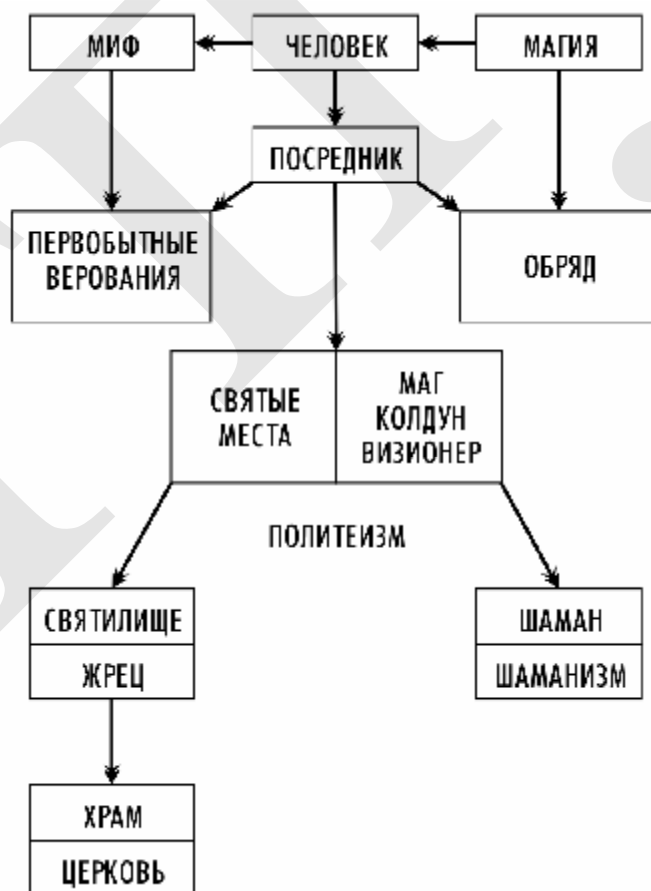 МИФ
ЧЕЛОВЕК
МАГИЯ
ПОСРЕДНИК
ПЕРВОБЫТНЫЕ
ВЕРОВАНИЯ
ОБРЯД
СВЯТЫЕ
МЕСТА
МАГ
КОЛДУН
ВИЗИОНЕР
ПОЛИТЕИЗМ
СВЯТИЛИЩЕ
ЖРЕЦ
ШАМАН
ШАМАНИЗМ
ХРАМ
ЦЕРКОВЬ